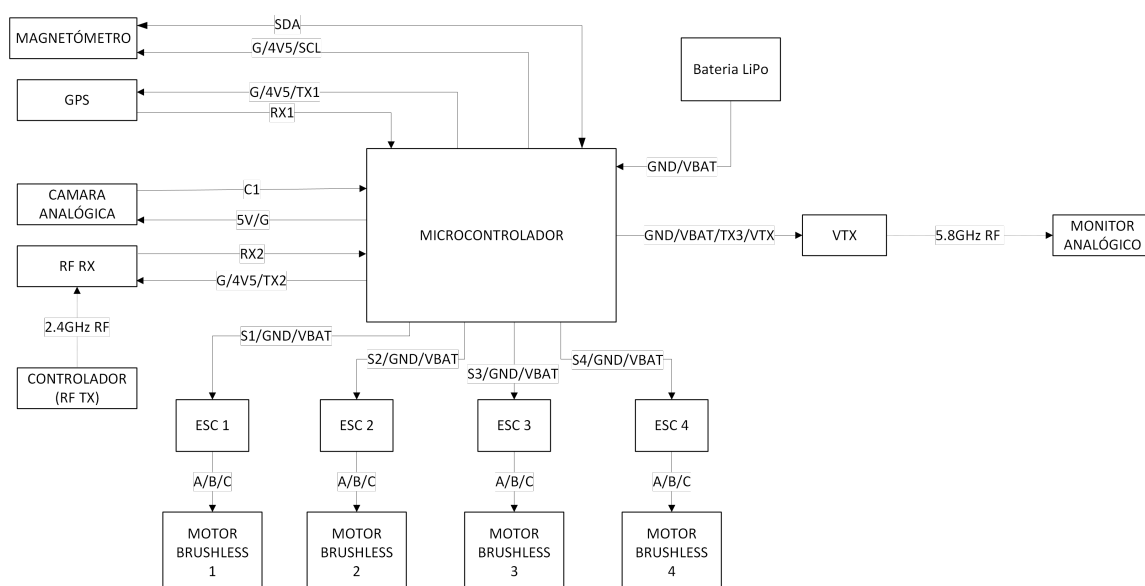 SDA
MAGNETÓMETRO
G/4V5/SCL
Bateria LiPo
GPS
G/4V5/TX1
RX1
GND/VBAT
CAMARA
ANALÓGICA
C1
5V/G
MICROCONTROLADOR
GND/VBAT/TX3/VTX
VTX
5.8GHz RF
MONITOR
ANALÓGICO
RF RX
RX2
G/4V5/TX2
2.4GHz RF
CONTROLADOR
(RF TX)
S1/GND/VBAT
S2/GND/VBAT
S3/GND/VBAT
S4/GND/VBAT
ESC 1
ESC 2
ESC 3
ESC 4
A/B/C
A/B/C
A/B/C
A/B/C
MOTOR
BRUSHLESS
1
MOTOR
BRUSHLESS
2
MOTOR
BRUSHLESS
3
MOTOR
BRUSHLESS
4